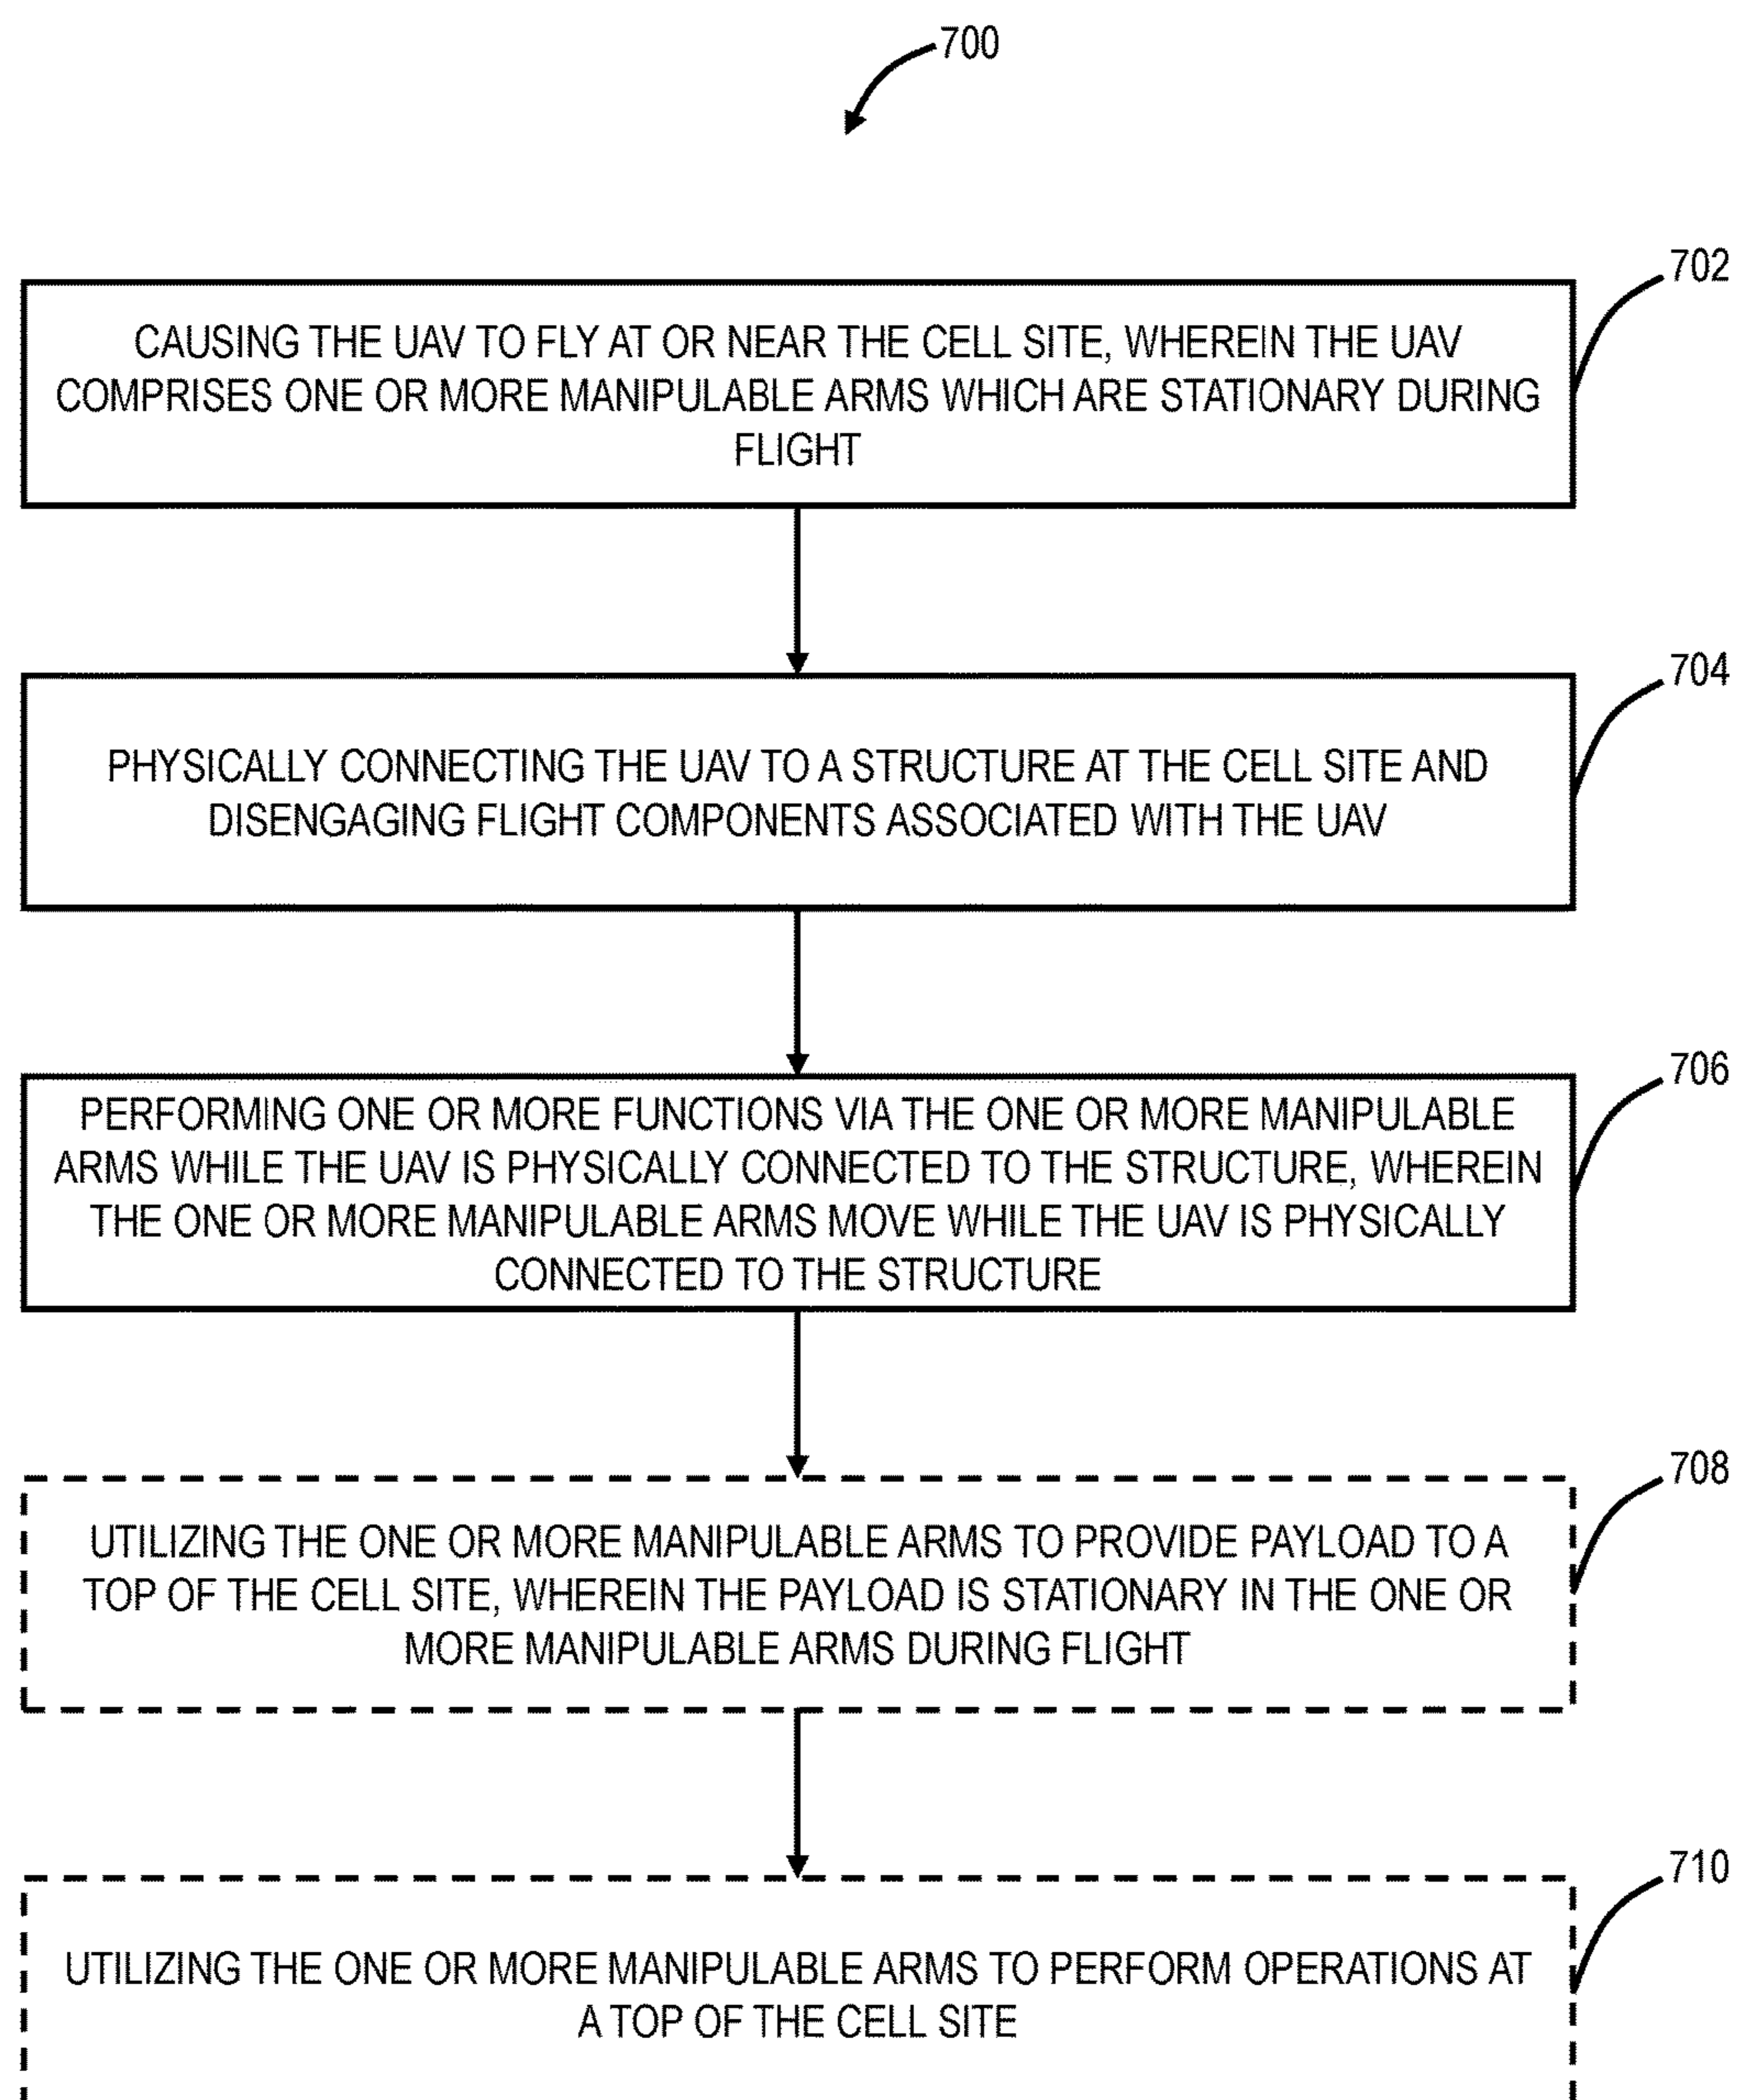 700
702
CAUSING THE UAV TO FLY AT OR NEAR THE CELL SITE, WHEREIN THE UAV
COMPRISES ONE OR MORE MANIPULABLE ARMS WHICH ARE STATIONARY DURING
FLIGHT
704
PHYSICALLY CONNECTING THE UAV TO A STRUCTURE AT THE CELL SITE AND
DISENGAGING FLIGHT COMPONENTS ASSOCIATED WITH THE UAV
706
PERFORMING ONE OR MORE FUNCTIONS VIA THE ONE OR MORE MANIPULABLE
ARMS WHILE THE UAV IS PHYSICALLY CONNECTED TO THE STRUCTURE, WHEREIN
THE ONE OR MORE MANIPULABLE ARMS MOVE WHILE THE UAV IS PHYSICALLY
CONNECTED TO THE STRUCTURE
708
UTILIZING THE ONE OR MORE MANIPULABLE ARMS TO PROVIDE PAYLOAD TO A
TOP OF THE CELL SITE, WHEREIN THE PAYLOAD IS STATIONARY IN THE ONE OR
MORE MANIPULABLE ARMS DURING FLIGHT
710
UTILIZING THE ONE OR MORE MANIPULABLE ARMS TO PERFORM OPERATIONS AT
A TOP OF THE CELL SITE